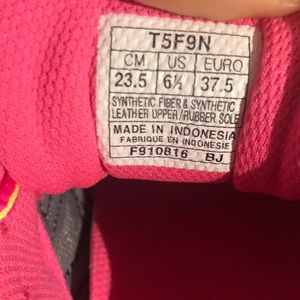 T5F9N
CM US EURO
23.5 6½ 37.5
SYNTHETIC FIBER & SYNTHETIC
LEATHER UPPER/RUBBER SOLE
MADE IN INDONESIA
FABRIQUE EN INDONESIE
F910816 BJ